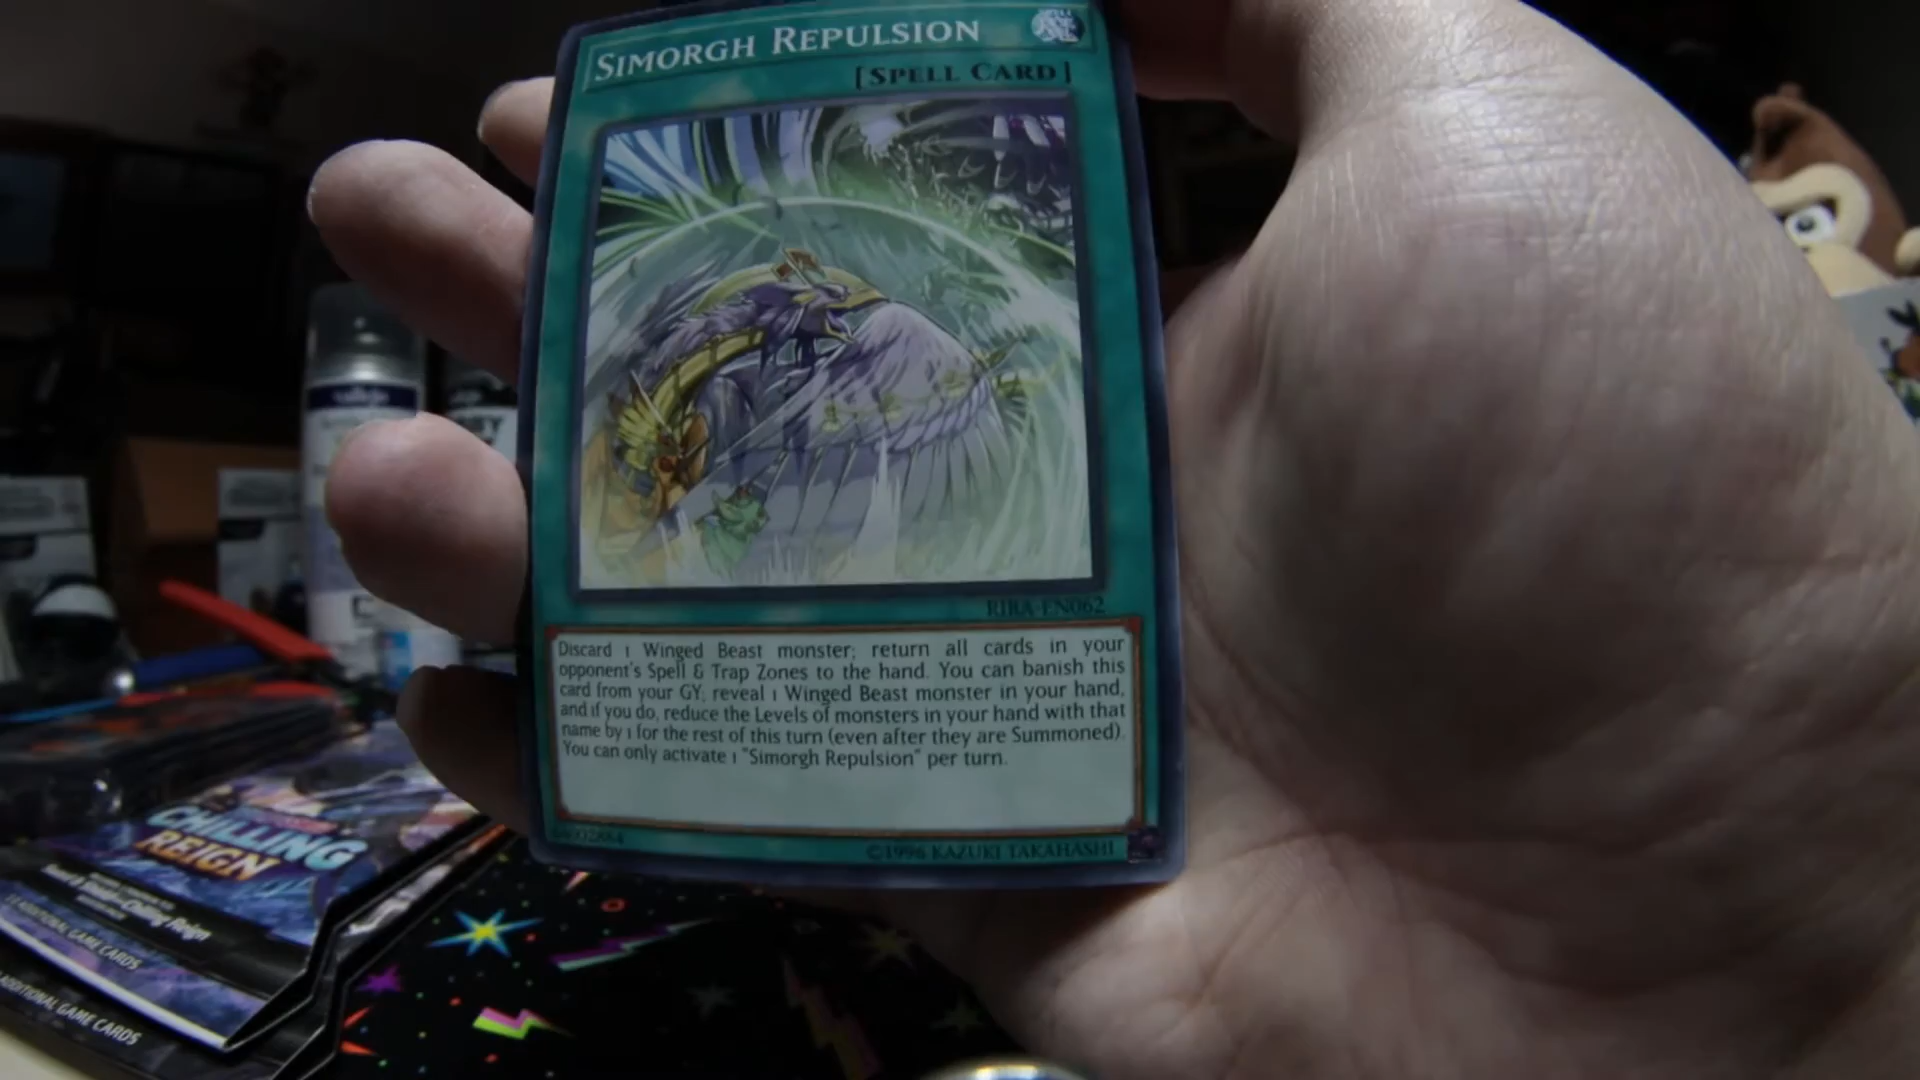 SIMORGH REPULSION
[SPELL CARD]
RIRA-EN062
Discard 1 Winged Beast monster; return all cards in your
opponent's Spell & Trap Zones to the hand. You can banish this
card from your GY; reveal 1 Winged Beast monster in your hand,
and if you do, reduce the Levels of monsters in your hand with that
name by 1 for the rest of this turn (even after they are Summoned).
You can only activate 1 "Simorgh Repulsion" per turn.
©1996 KAZUKI TAKAHASHI
CHILLING
REIGN
ADDITIONAL GAME CARDS
ADDITIONAL GAME CARDS